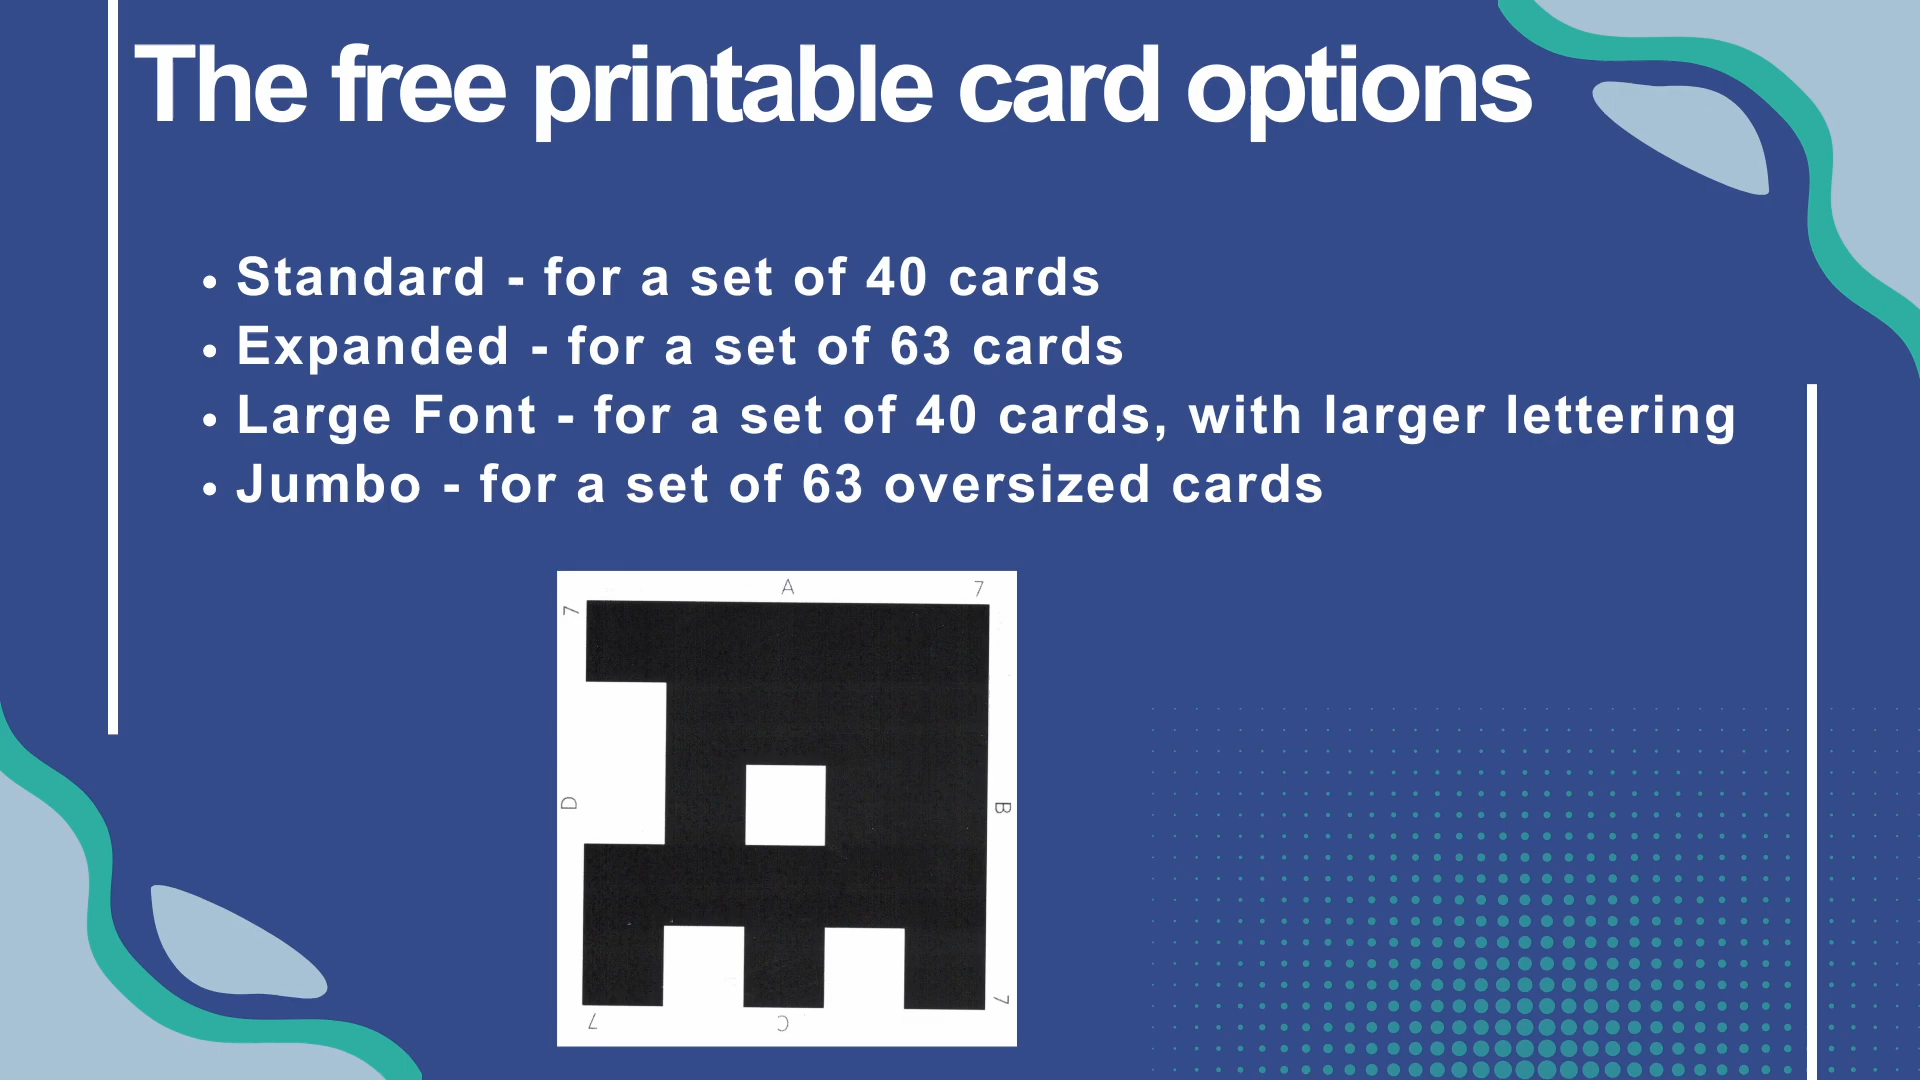 The free printable card options
Standard - for a set of 40 cards
Expanded - for a set of 63 cards
Large Font - for a set of 40 cards, with larger lettering
Jumbo - for a set of 63 oversized cards
A 7
7
D
B
7
7 C